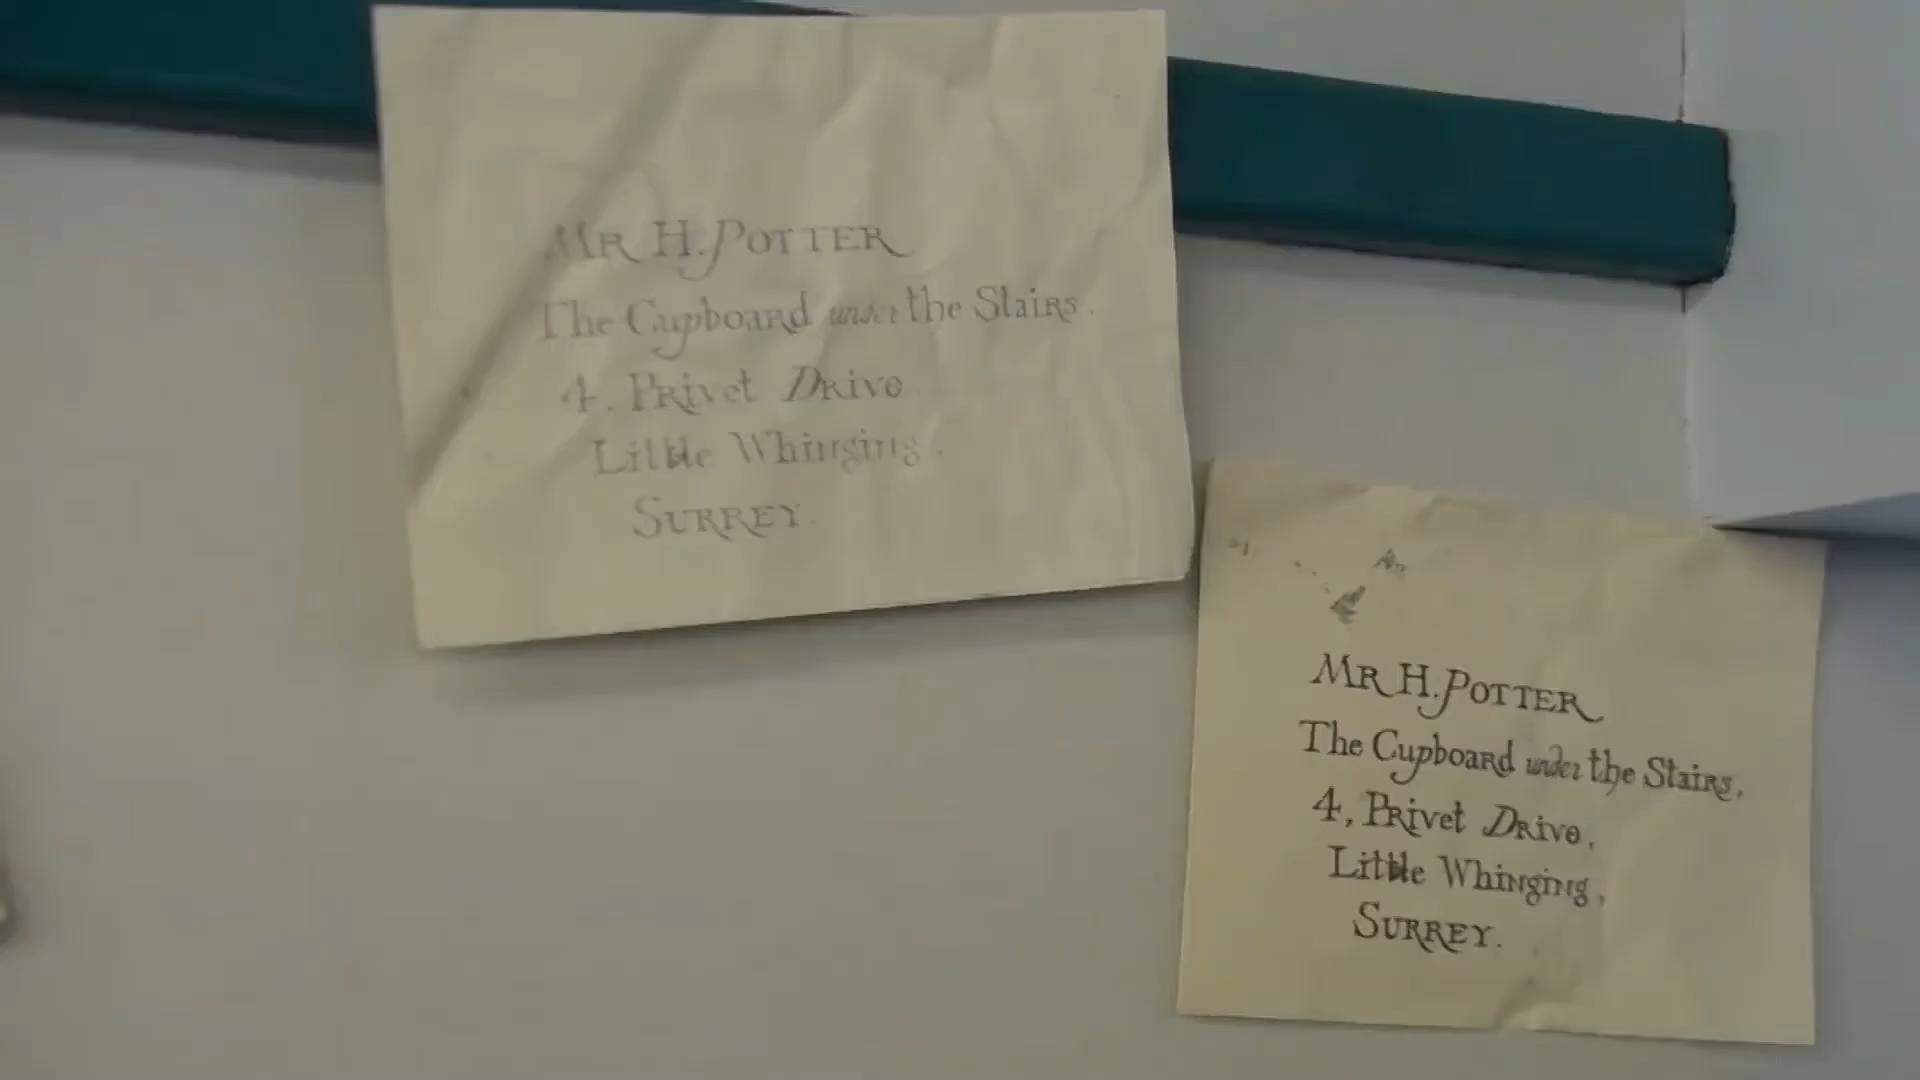 Mr H. Potter
The Cupboard under the Stairs,
4, Privet Drive
Little Whinging,
Surrey.
Mr H. Potter
The Cupboard under the Stairs,
4, Privet Drive,
Little Whinging,
Surrey.